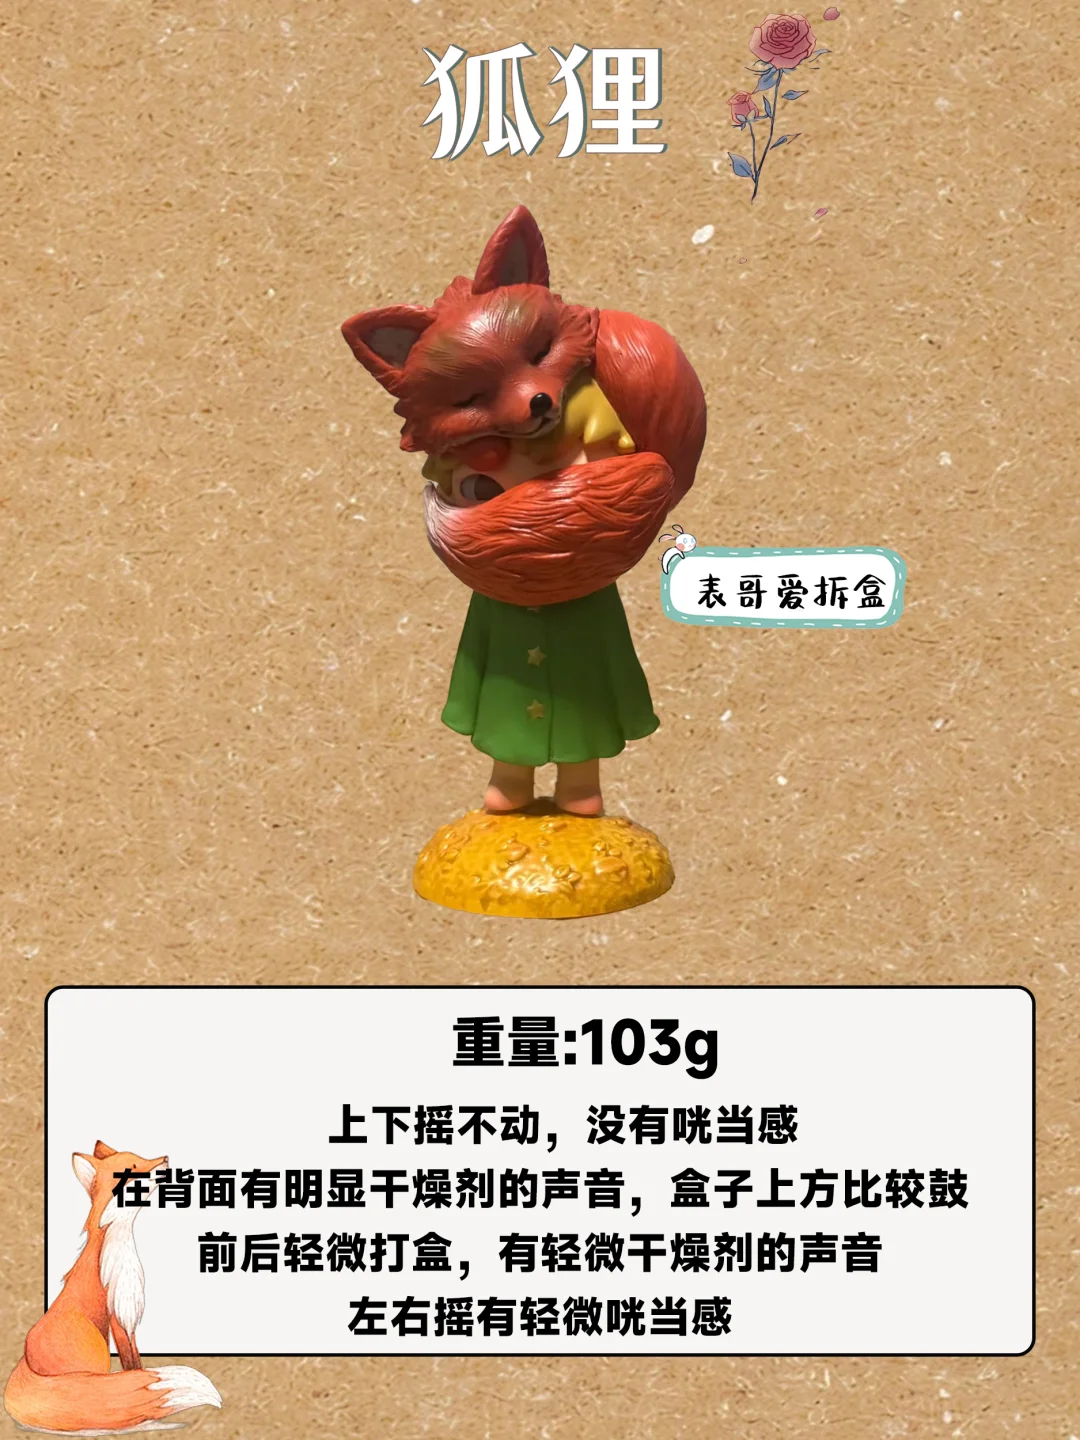 狐狸
表哥爱拆盒
重量:103g
上下摇不动，没有咣当感
在背面有明显干燥剂的声音，盒子上方比较鼓
前后轻微打盒，有轻微干燥剂的声音
左右摇有轻微咣当感